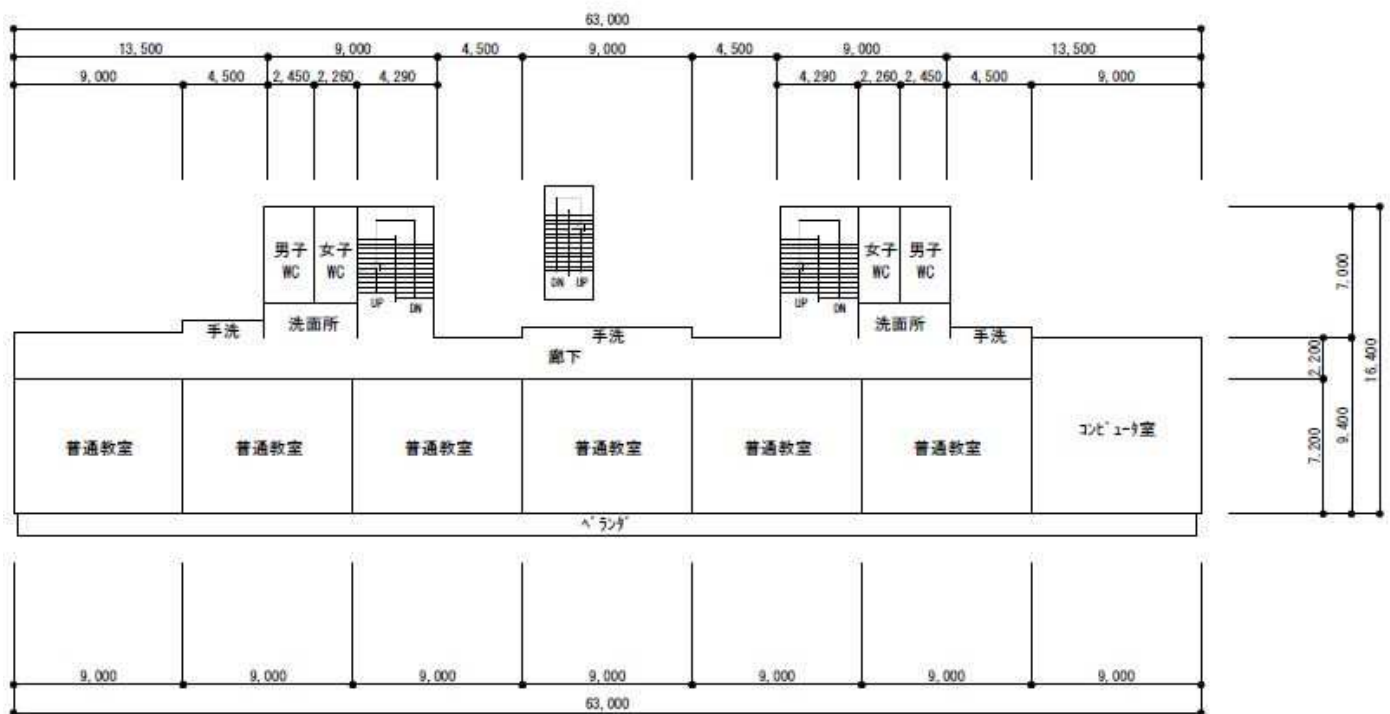 63,000
13,500 9,000 4,500 9,000 4,500 9,000 13,500
9,000 4,500 2,450 2,260 4,290 4,290 2,260 2,450 4,500 9,000
男子 女子 女子 男子
WC WC WC WC
7,000
DN UP
UP DN UP DN
手洗 洗面所 手洗 洗面所 手洗
廊下
2,200
16,400
普通教室 普通教室 普通教室 普通教室 普通教室 普通教室 コンピュータ室
7,200
9,400
ベランダ
9,000 9,000 9,000 9,000 9,000 9,000 9,000
63,000